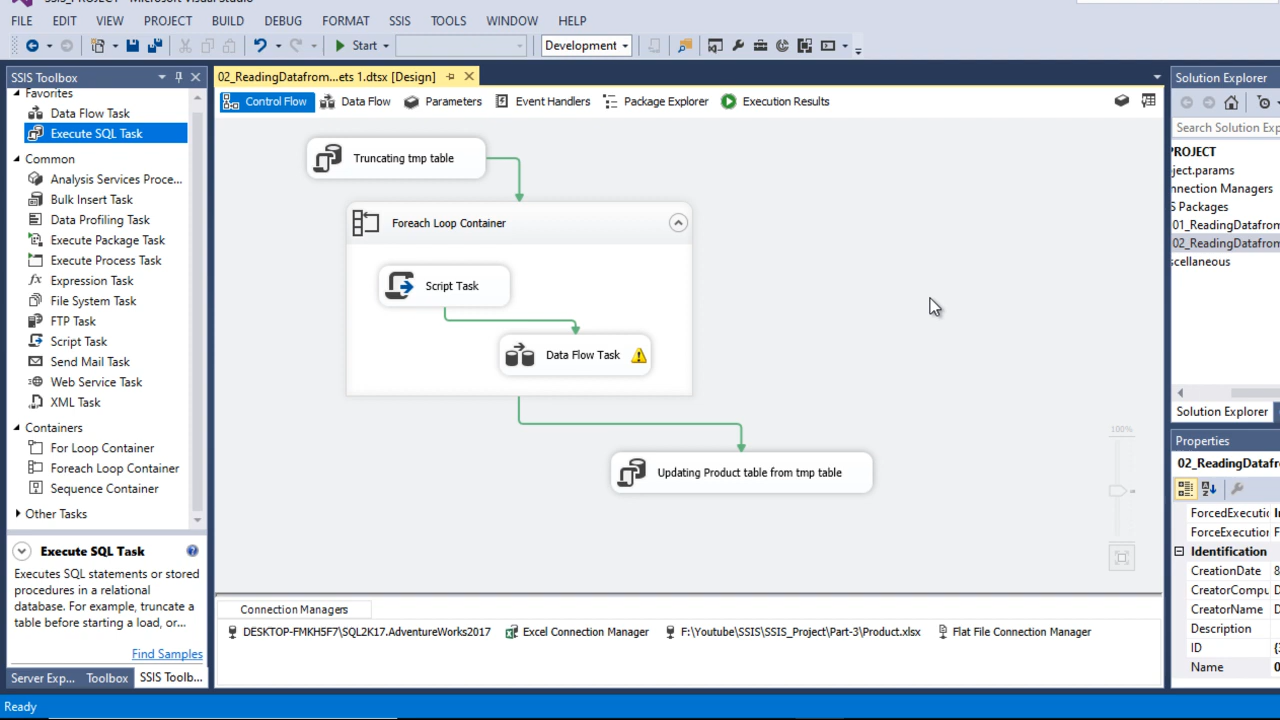 FILE EDIT VIEW PROJECT BUILD DEBUG FORMAT SSIS TOOLS WINDOW HELP
Start Development
SSIS Toolbox
Favorites
Data Flow Task
Execute SQL Task
Common
Analysis Services Proce...
Bulk Insert Task
Data Profiling Task
Execute Package Task
Execute Process Task
Expression Task
File System Task
FTP Task
Script Task
Send Mail Task
Web Service Task
XML Task
Containers
For Loop Container
Foreach Loop Container
Sequence Container
Other Tasks
Execute SQL Task
Executes SQL statements or stored
procedures in a relational
database. For example, truncate a
table before starting a load, or...
Find Samples
Server Exp... Toolbox SSIS Toolb...
02_ReadingDatafrom...ets 1.dtsx [Design]
Control Flow Data Flow Parameters Event Handlers Package Explorer Execution Results
Truncating tmp table
Foreach Loop Container
Script Task
Data Flow Task
Updating Product table from tmp table
100%
Connection Managers
DESKTOP-FMKH5F7\SQL2K17.AdventureWorks2017 Excel Connection Manager F:\Youtube\SSIS\SSIS_Project\Part-3\Product.xlsx Flat File Connection Manager
Solution Explorer
Search Solution Exp
PROJECT
ject.params
nnection Managers
S Packages
01_ReadingDatafrom
02_ReadingDatafrom
scellaneous
Solution Explorer
Properties
02_ReadingDatafro
ForcedExecutio
ForceExecution
Identification
CreationDate 8
CreatorCompu
CreatorName
Description
ID
Name
Ready